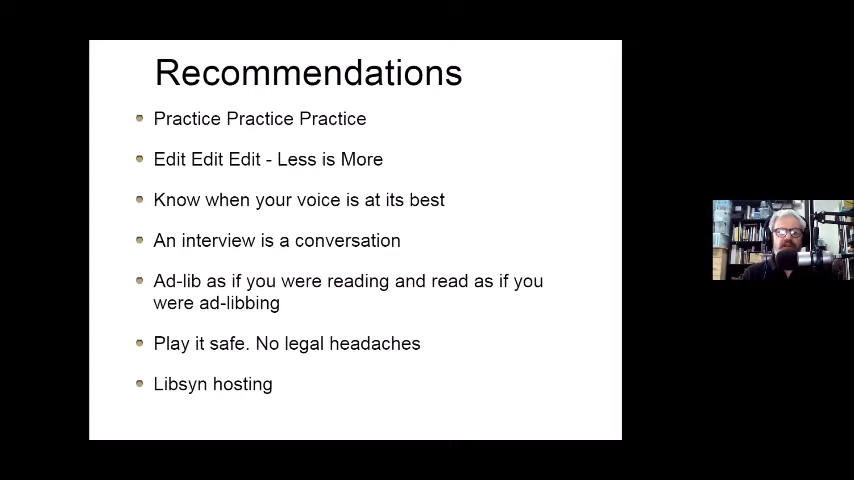 Recommendations
Practice Practice Practice
Edit Edit Edit - Less is More
Know when your voice is at its best
An interview is a conversation
Ad-lib as if you were reading and read as if you
were ad-libbing
Play it safe. No legal headaches
Libsyn hosting